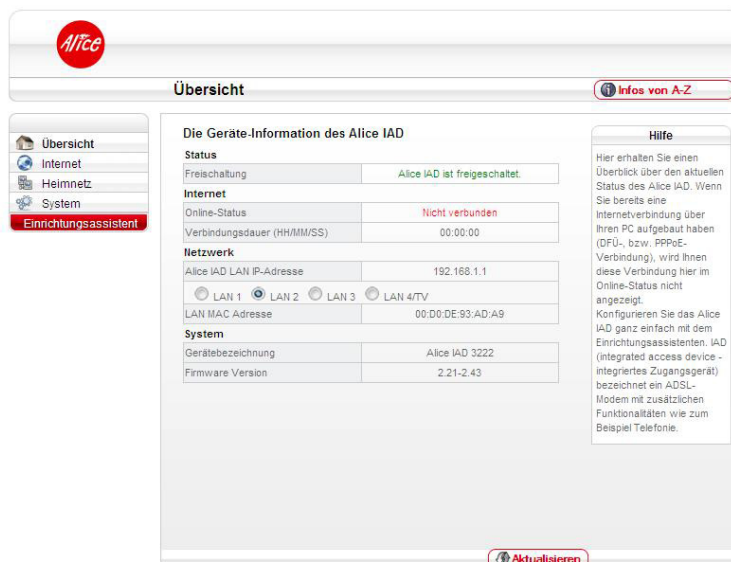 Alice
Übersicht
Infos von A-Z
Übersicht
Internet
Heimnetz
System
Einrichtungsassistent
Die Geräte-Information des Alice IAD
Status
Freischaltung Alice IAD ist freigeschaltet.
Internet
Online-Status Nicht verbunden
Verbindungsdauer (HH/MM/SS) 00:00:00
Netzwerk
Alice IAD LAN IP-Adresse 192.168.1.1
LAN 1 LAN 2 LAN 3 LAN 4/TV
LAN MAC Adresse 00:D0:DE:93:AD:A9
System
Gerätebezeichnung Alice IAD 3222
Firmware Version 2.21-2.43
Hilfe
Hier erhalten Sie einen
Überblick über den aktuellen
Status des Alice IAD. Wenn
Sie bereits eine
Internetverbindung über
Ihren PC aufgebaut haben
(DFÜ-, bzw. PPPoE-
Verbindung), wird Ihnen
diese Verbindung hier im
Online-Status nicht
angezeigt.
Konfigurieren Sie das Alice
IAD ganz einfach mit dem
Einrichtungsassistenten. IAD
(integrated access device -
integriertes Zugangsgerät)
bezeichnet ein ADSL-
Modem mit zusätzlichen
Funktionalitäten wie zum
Beispiel Telefonie.
Aktualisieren